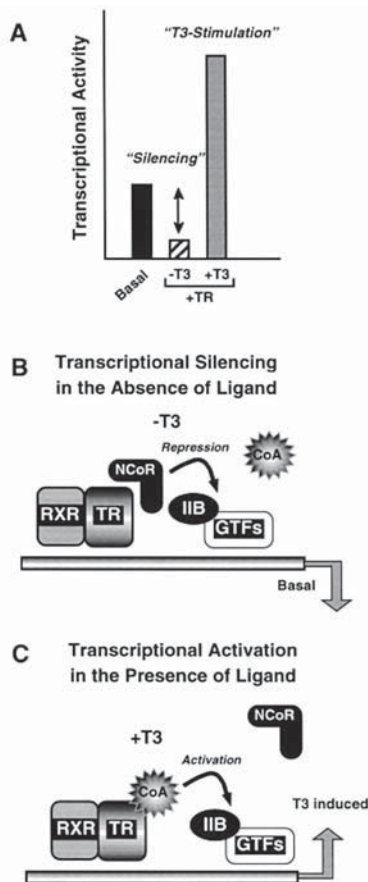 A
Transcriptional Activity
"T3-Stimulation"
"Silencing"
Basal
-T3 +T3
+TR
B
Transcriptional Silencing
in the Absence of Ligand
-T3
Repression
CoA
NCoR
RXR TR
IIB
GTFs
Basal
C
Transcriptional Activation
in the Presence of Ligand
NCoR
+T3
Activation
CoA
T3 induced
RXR TR
IIB
GTFs